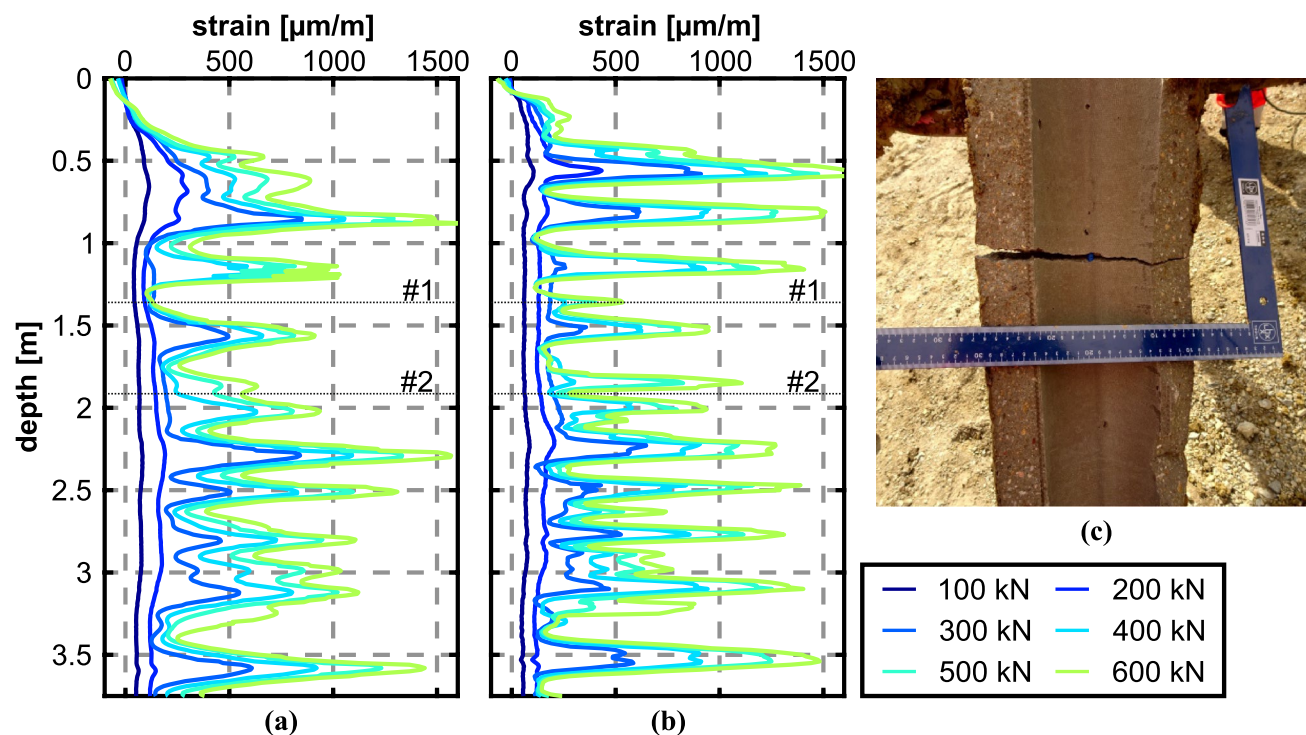 strain [µm/m]
0 500 1000 1500
strain [µm/m]
0 500 1000 1500
depth [m]
0
0.5
1
1.5
2
2.5
3
3.5
#1
#2
#1
#2
(a)
(b)
(c)
100 kN
200 kN
300 kN
400 kN
500 kN
600 kN